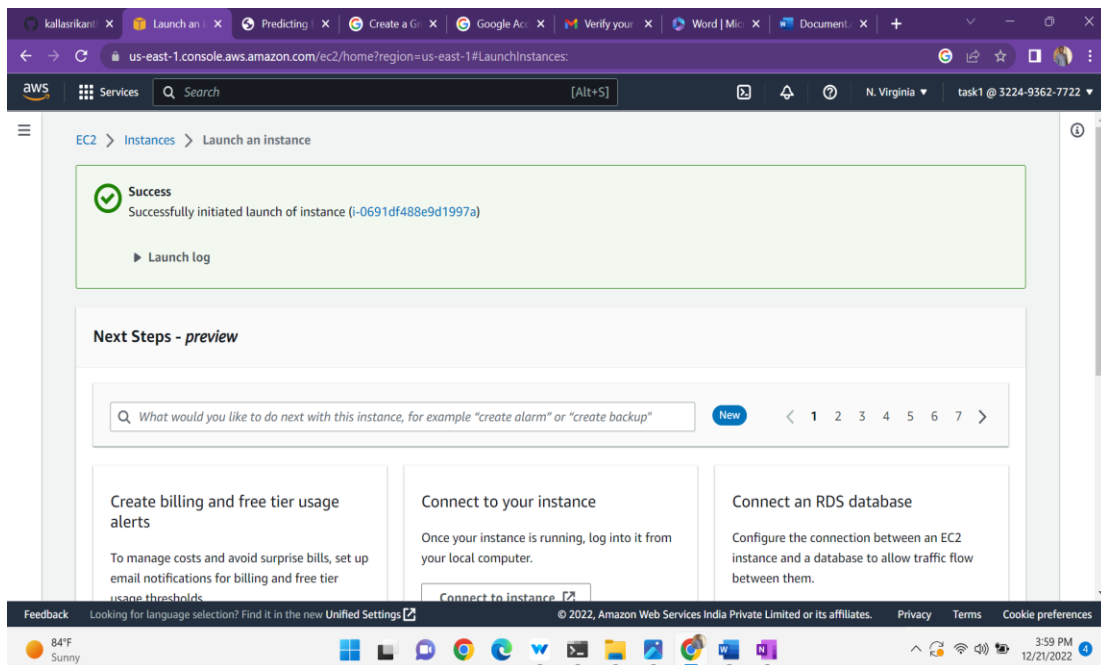 kallasrikant
Launch an i
Predicting
Create a Gr
Google Acc
Verify your
Word | Mic
Document
us-east-1.console.aws.amazon.com/ec2/home?region=us-east-1#LaunchInstances:
aws
Services
Search
[Alt+S]
N. Virginia
task1 @ 3224-9362-7722
EC2 > Instances > Launch an instance
Success
Successfully initiated launch of instance (i-0691df488e9d1997a)
Launch log
Next Steps - preview
What would you like to do next with this instance, for example "create alarm" or "create backup"
New
1 2 3 4 5 6 7
Create billing and free tier usage
alerts
To manage costs and avoid surprise bills, set up
email notifications for billing and free tier
usage thresholds
Connect to your instance
Once your instance is running, log into it from
your local computer.
Connect to instance
Connect an RDS database
Configure the connection between an EC2
instance and a database to allow traffic flow
between them.
Feedback
Looking for language selection? Find it in the new Unified Settings
© 2022, Amazon Web Services India Private Limited or its affiliates.
Privacy
Terms
Cookie preferences
84°F
Sunny
3:59 PM
12/21/2022
4